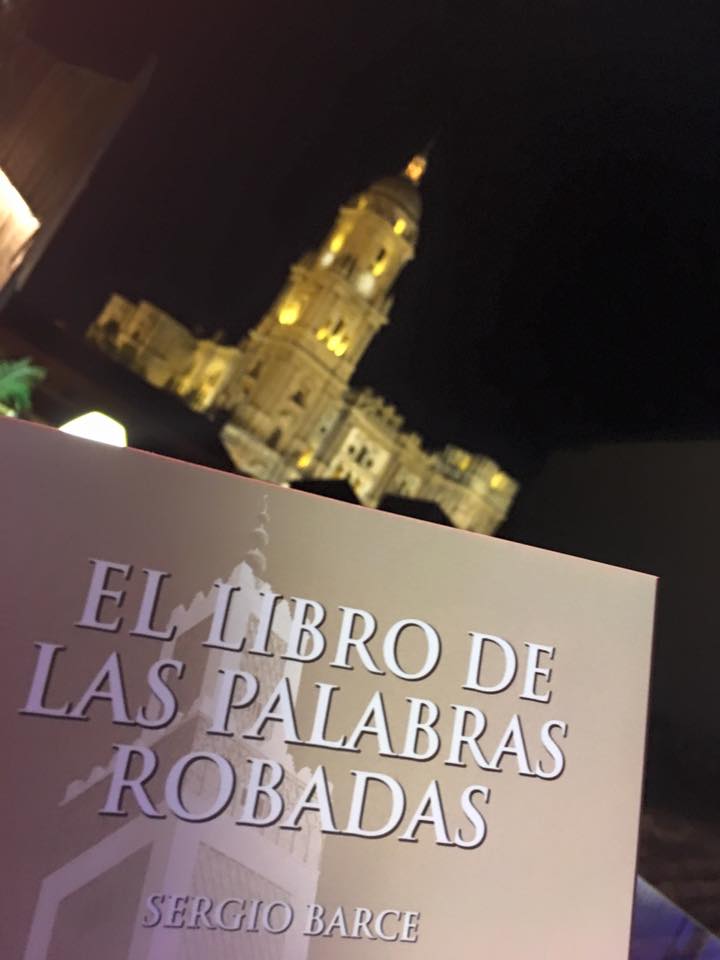 EL LIBRO DE
LAS PALABRAS
ROBADAS
SERGIO BARCE